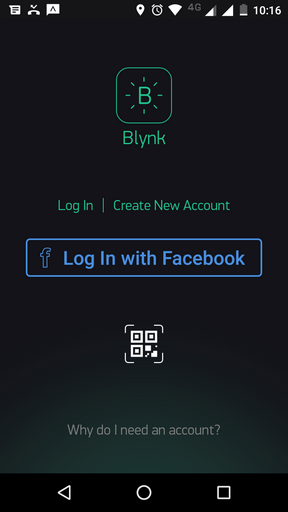 4G 10:16
B
Blynk
Log In | Create New Account
f Log In with Facebook
Why do I need an account?